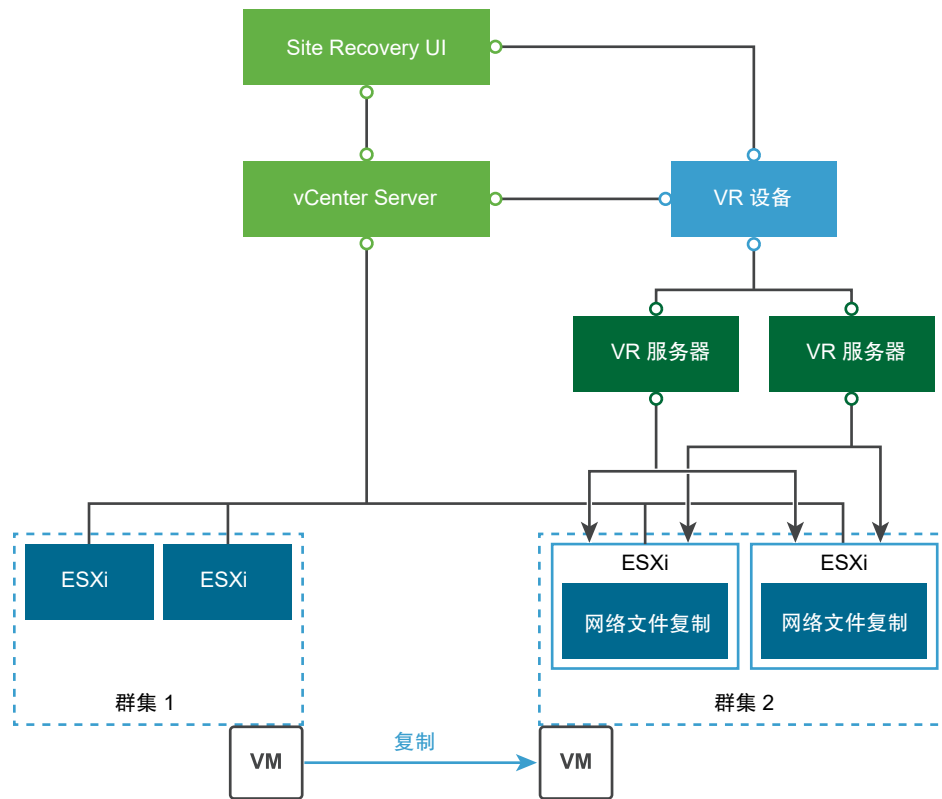 Site Recovery UI
vCenter Server
VR 设备
VR 服务器
VR 服务器
ESXi
ESXi
ESXi
ESXi
网络文件复制
网络文件复制
群集 1
群集 2
VM
复制
VM